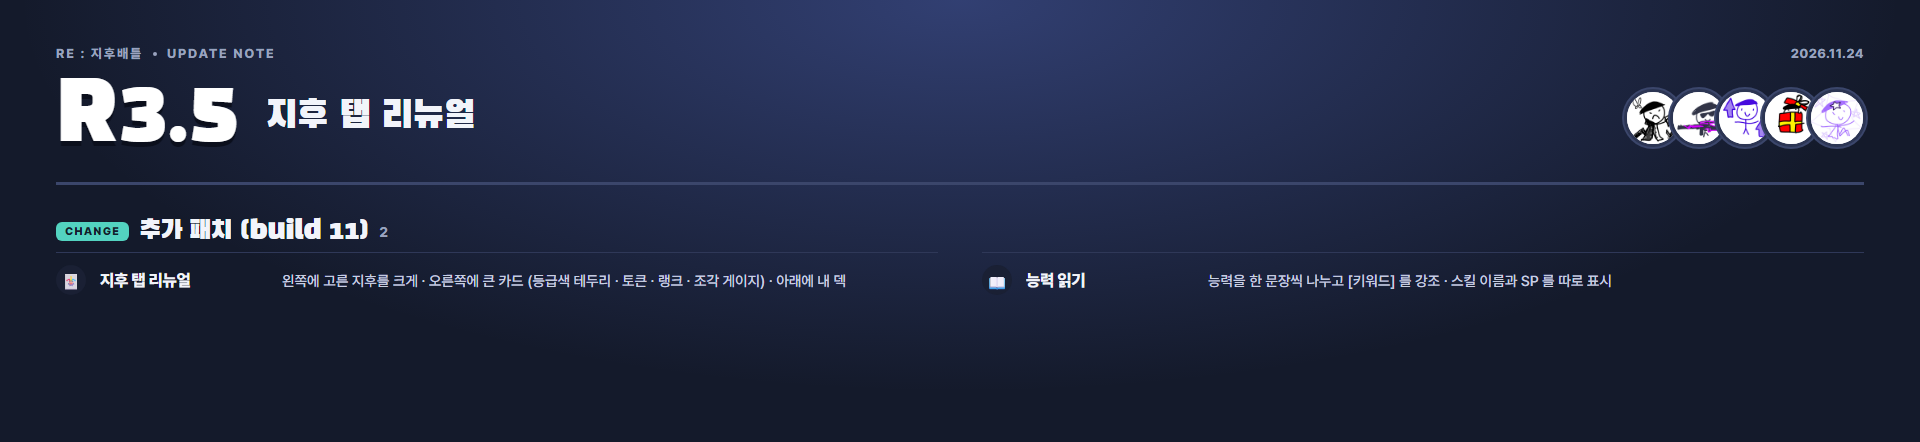 RE : 지후배틀 • UPDATE NOTE
2026.11.24
R3.5 지후 탭 리뉴얼
CHANGE 추가 패치 (build 11) 2
지후 탭 리뉴얼 왼쪽에 고른 지후를 크게 · 오른쪽에 큰 카드 (등급색 테두리 · 토큰 · 랭크 · 조각 게이지) · 아래에 내 덱
능력 읽기 능력을 한 문장씩 나누고 [키워드] 를 강조 · 스킬 이름과 SP 를 따로 표시